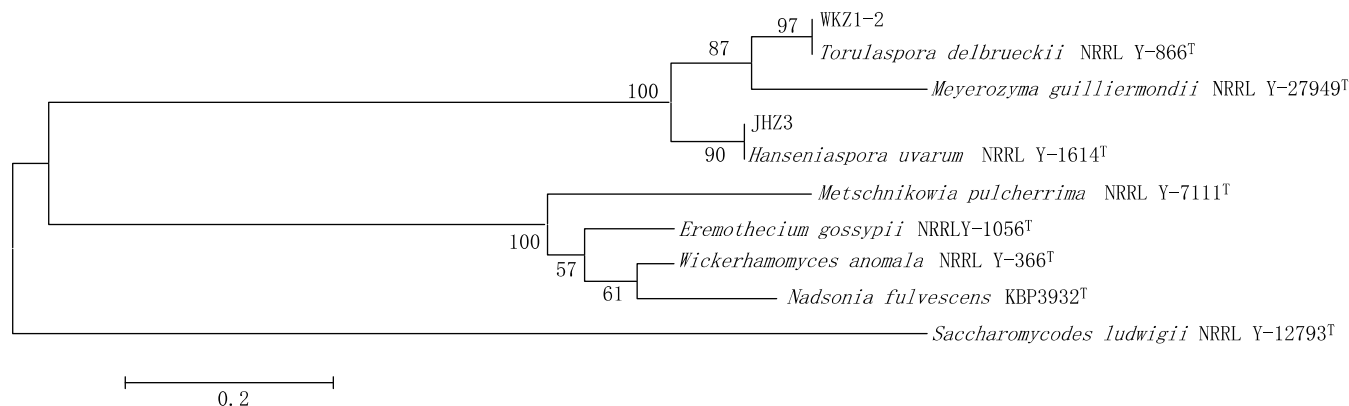 97 WKZ1-2
87 Torulaspora delbrueckii NRRL Y-866ᵀ
100 Meyerozyma guilliermondii NRRL Y-27949ᵀ
JHZ3
90 Hanseniaspora uvarum NRRL Y-1614ᵀ
Metschnikowia pulcherrima NRRL Y-7111ᵀ
Eremothecium gossypii NRRLY-1056ᵀ
100
57 Wickerhamomyces anomala NRRL Y-366ᵀ
61 Nadsonia fulvescens KBP3932ᵀ
Saccharomycodes ludwigii NRRL Y-12793ᵀ
0.2